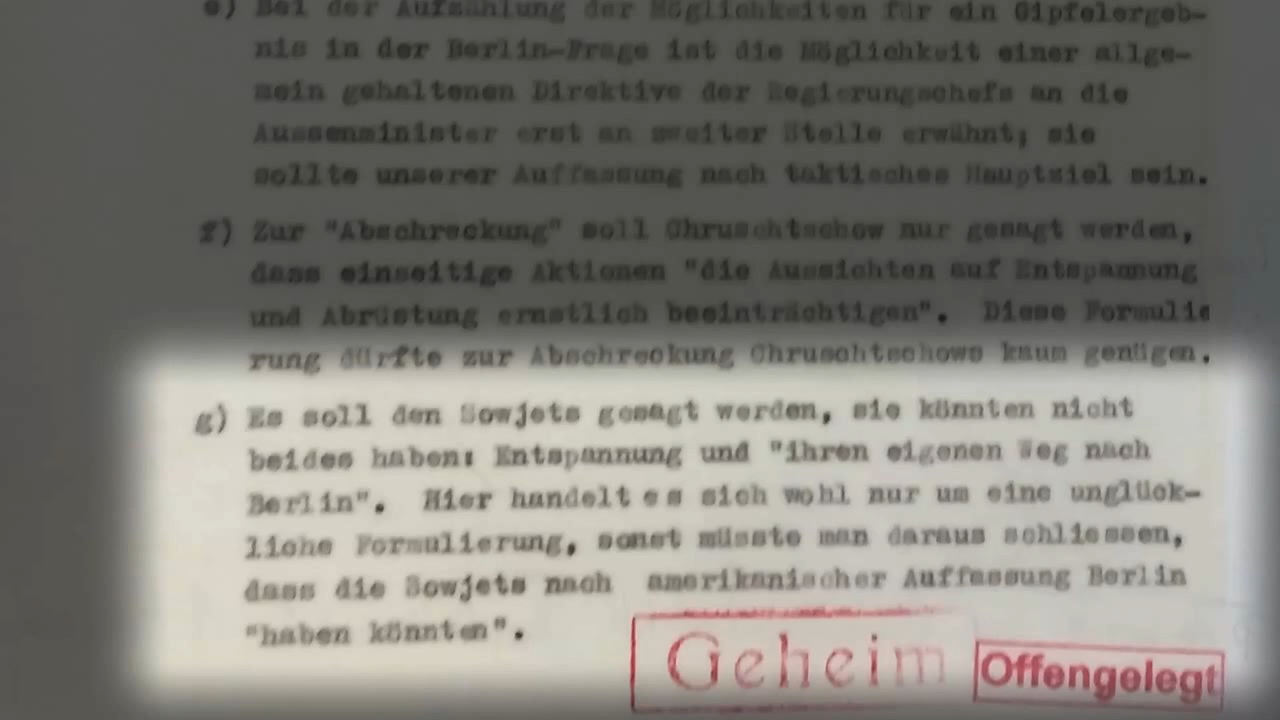 e) Bei der Aufzählung der Möglichkeiten für ein Gipfelergeb-
nis in der Berlin-Frage ist die Möglichkeit einer allge-
mein gehaltenen Direktive der Regierungschefs an die
Aussenminister erst an zweiter Stelle erwähnt; sie
sollte unserer Auffassung nach taktisches Hauptziel sein.
f) Zur "Abschreckung" soll Chruschtschow nur gesagt werden,
dass einseitige Aktionen "die Aussichten auf Entspannung
und Abrüstung ernstlich beeinträchtigen". Diese Formulie
rung dürfte zur Abschreckung Chruschtschows kaum genügen.
g) Es soll den Sowjets gesagt werden, sie könnten nicht
beides haben: Entspannung und "ihren eigenen Weg nach
Berlin". Hier handelt es sich wohl nur um eine unglück-
liche Formulierung, sonst müsste man daraus schliessen,
dass die Sowjets nach amerikanischer Auffassung Berlin
"haben könnten".
Geheim
Offengelegt